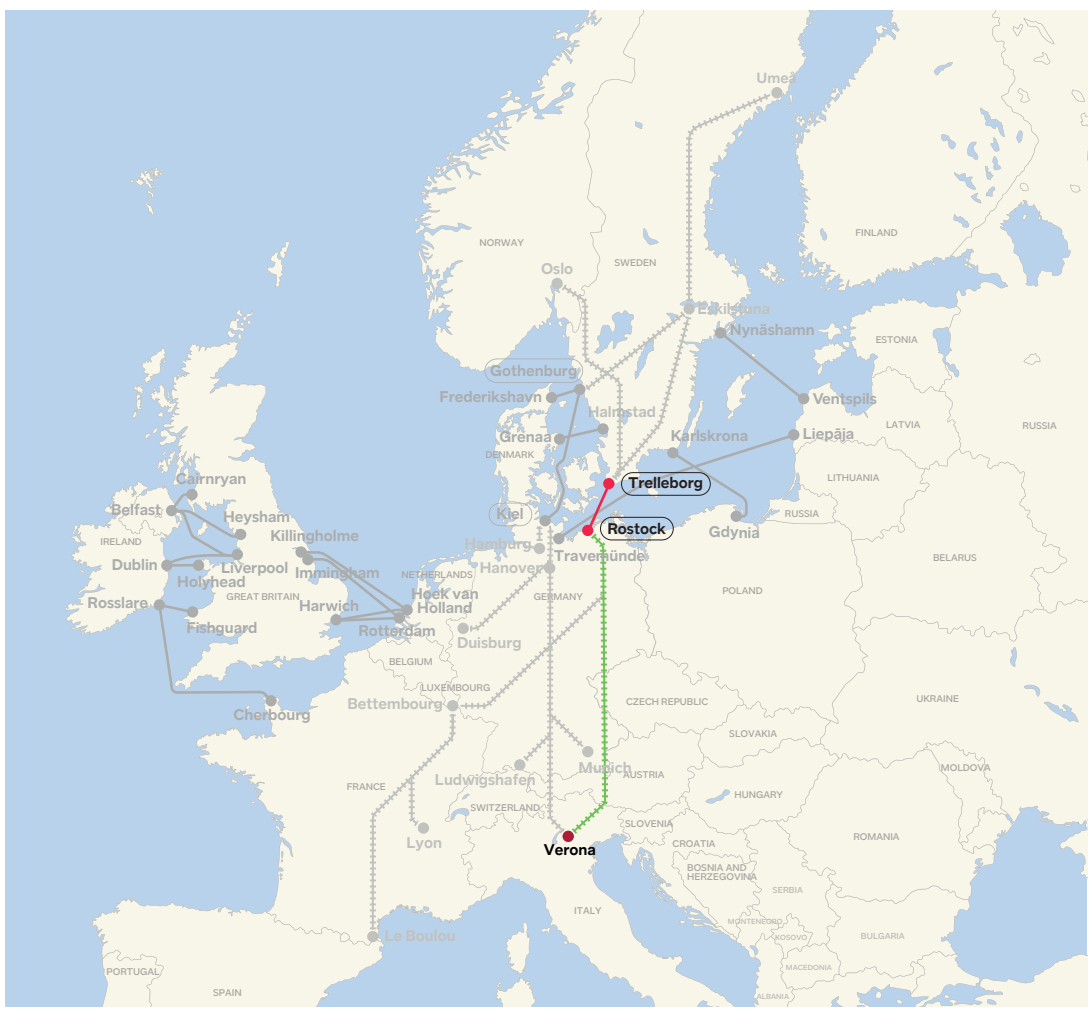 Umeå
FINLAND
NORWAY
SWEDEN
Oslo
Eskilstuna
Nynäshamn
ESTONIA
Gothenburg
Frederikshavn
Ventspils
Halmstad
LATVIA
RUSSIA
Grenaa
Karlskrona
Liepāja
DENMARK
Cairnryan
LITHUANIA
Trelleborg
Belfast
Heysham
Kiel
RUSSIA
Rostock
Gdynia
IRELAND
Killingholme
Hamburg
Travemünde
BELARUS
Dublin
Liverpool
Immingham
NETHERLANDS
Hanover
Holyhead
GREAT BRITAIN
Hoek van
Holland
GERMANY
POLAND
Rosslare
Harwich
Fishguard
Rotterdam
Duisburg
BELGIUM
LUXEMBOURG
CZECH REPUBLIC
UKRAINE
Bettembourg
Cherbourg
SLOVAKIA
Munich
MOLDOVA
Ludwigshafen
AUSTRIA
FRANCE
HUNGARY
SWITZERLAND
SLOVENIA
ROMANIA
Lyon
CROATIA
Verona
BOSNIA AND
HERZEGOVINA
SERBIA
ITALY
MONTENEGRO
Le Boulou
KOSOVO
BULGARIA
PORTUGAL
MACEDONIA
SPAIN
ALBANIA